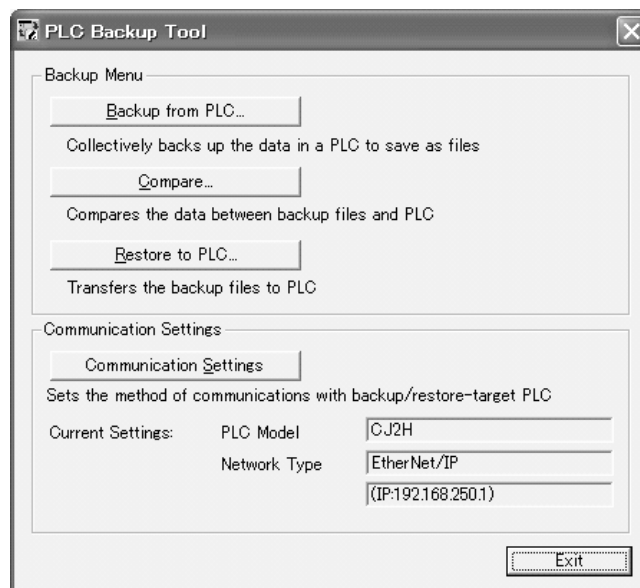 PLC Backup Tool
Backup Menu
Backup from PLC...
Collectively backs up the data in a PLC to save as files
Compare...
Compares the data between backup files and PLC
Restore to PLC...
Transfers the backup files to PLC
Communication Settings
Communication Settings
Sets the method of communications with backup/restore-target PLC
Current Settings: PLC Model CJ2H
Network Type EtherNet/IP
(IP:192.168.250.1)
Exit